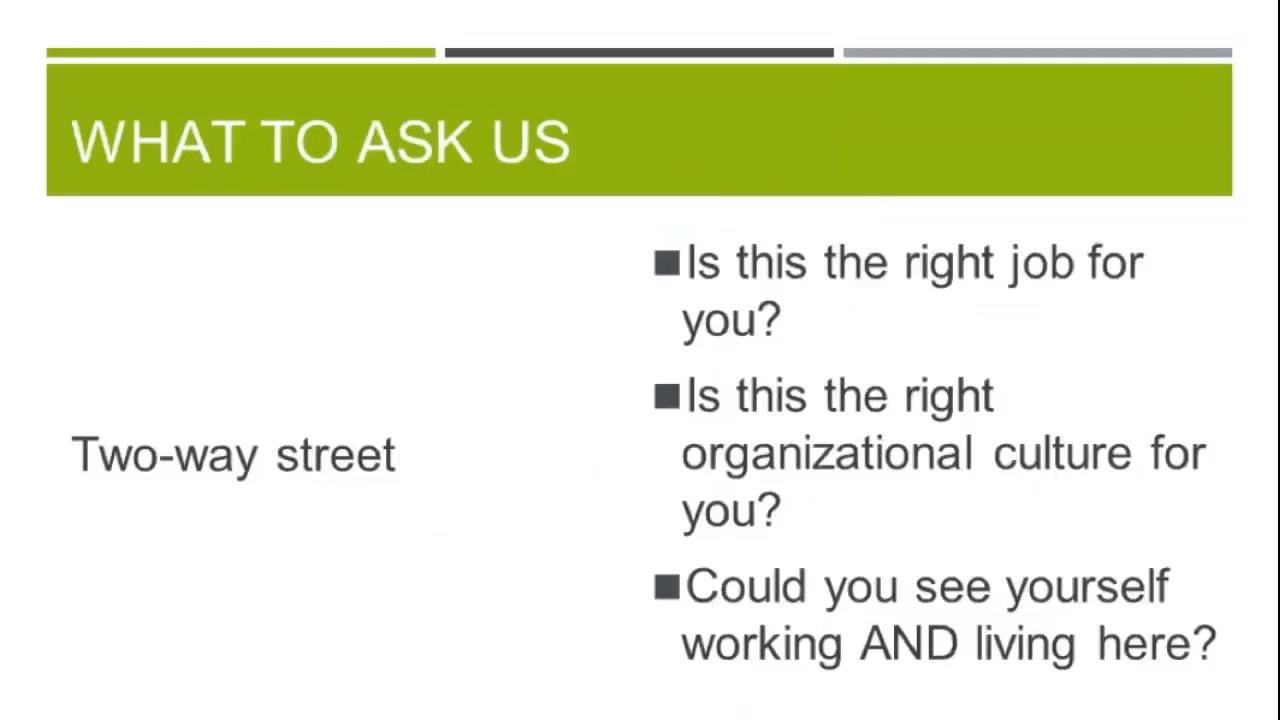 WHAT TO ASK US
Two-way street
■Is this the right job for
you?
■Is this the right
organizational culture for
you?
■Could you see yourself
working AND living here?